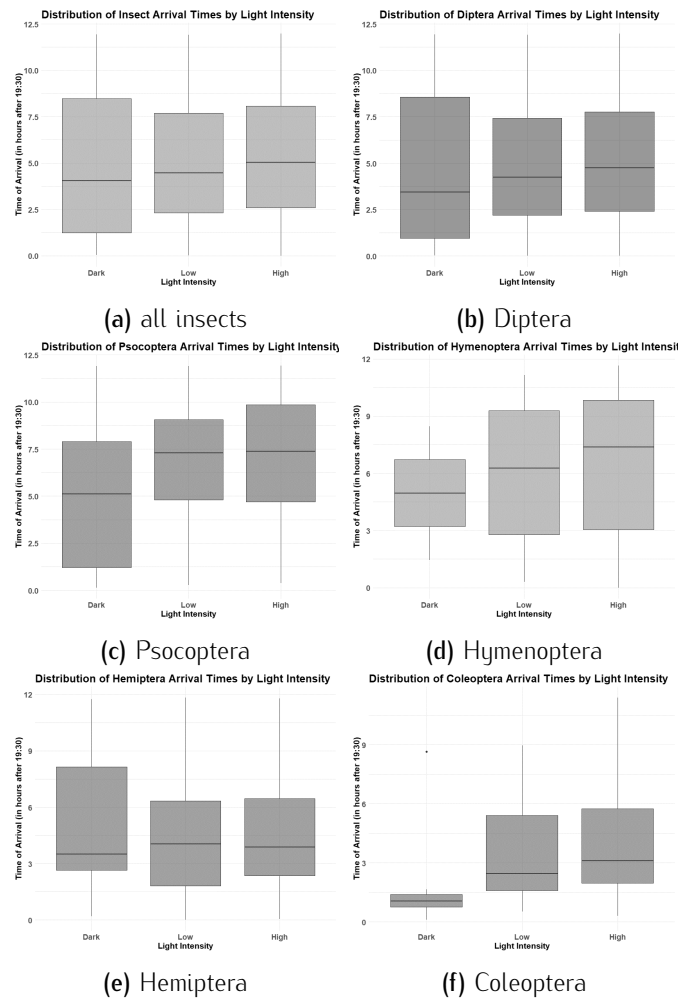 Distribution of Insect Arrival Times by Light Intensity
12.5
10.0
7.5
5.0
2.5
0.0
Time of Arrival (in hours after 19:30)
Dark Low High
Light Intensity
(a) all insects
Distribution of Diptera Arrival Times by Light Intensity
12.5
10.0
7.5
5.0
2.5
0.0
Time of Arrival (in hours after 19:30)
Dark Low High
Light Intensity
(b) Diptera
Distribution of Psocoptera Arrival Times by Light Intensity
12.5
10.0
7.5
5.0
2.5
0.0
Time of Arrival (in hours after 19:30)
Dark Low High
Light Intensity
(c) Psocoptera
Distribution of Hymenoptera Arrival Times by Light Intensit
12
9
6
3
0
Time of Arrival (in hours after 19:30)
Dark Low High
Light Intensity
(d) Hymenoptera
Distribution of Hemiptera Arrival Times by Light Intensity
12
9
6
3
0
Time of Arrival (in hours after 19:30)
Dark Low High
Light Intensity
(e) Hemiptera
Distribution of Coleoptera Arrival Times by Light Intensity
9
6
3
0
Time of Arrival (in hours after 19:30)
Dark Low High
Light Intensity
(f) Coleoptera